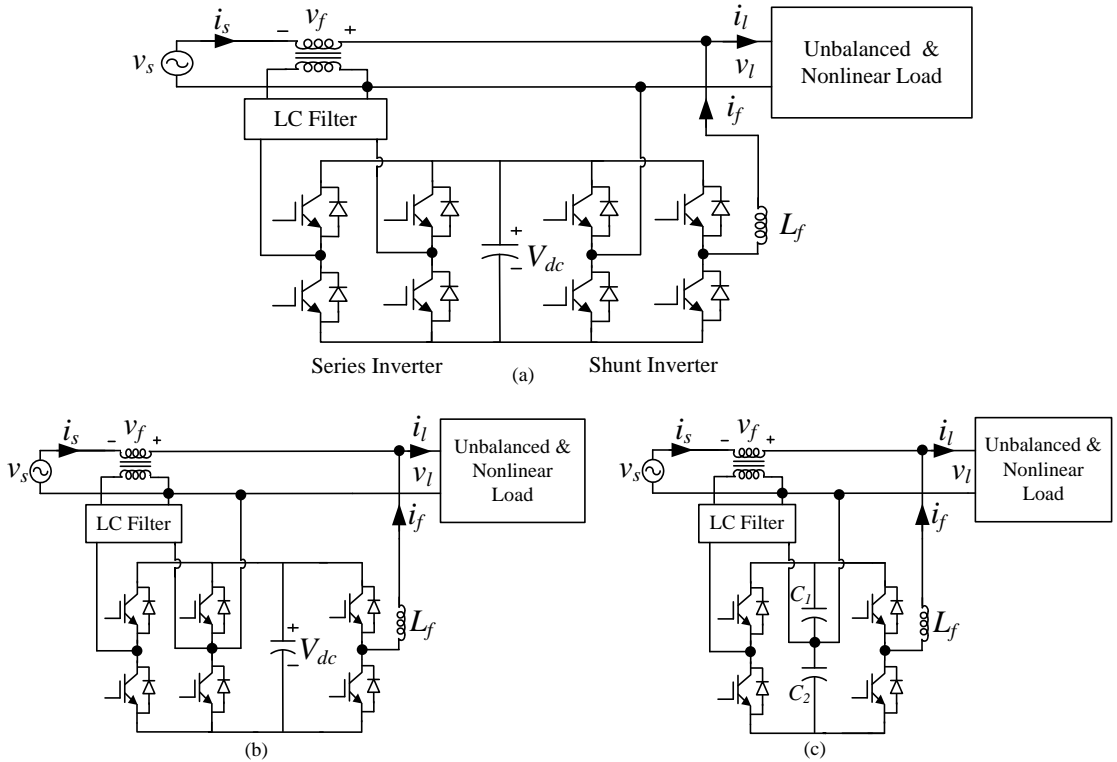 i_s
v_f
- +
i_l
v_s
v_l
Unbalanced &
Nonlinear Load
LC Filter
i_f
L_f
+
V_dc
-
Series Inverter
Shunt Inverter
(a)
i_s
v_f
- +
i_l
v_s
v_l
Unbalanced &
Nonlinear
Load
LC Filter
i_f
L_f
+
V_dc
-
(b)
i_s
v_f
- +
i_l
v_s
v_l
Unbalanced &
Nonlinear
Load
LC Filter
i_f
C_1
L_f
C_2
(c)